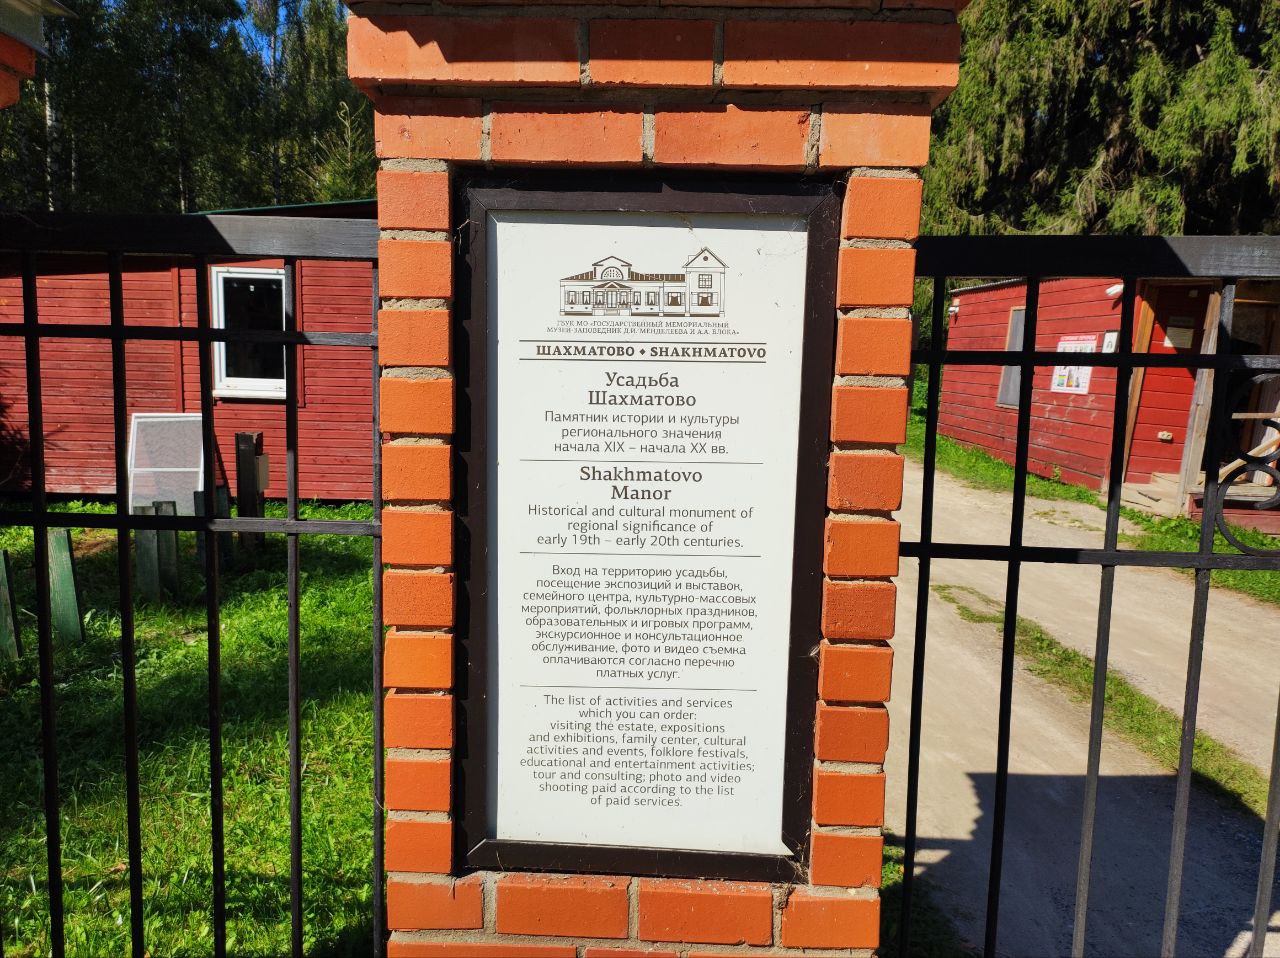 ГБУК МО «ГОСУДАРСТВЕННЫЙ МЕМОРИАЛЬНЫЙ
МУЗЕЙ-ЗАПОВЕДНИК Д.И. МЕНДЕЛЕЕВА И А.А. БЛОКА»
ШАХМАТОВО ♦ SHAKHMATOVO
Усадьба
Шахматово
Памятник истории и культуры
регионального значения
начала XIX – начала XX вв.
Shakhmatovo
Manor
Historical and cultural monument of
regional significance of
early 19th – early 20th centuries.
Вход на территорию усадьбы,
посещение экспозиций и выставок,
семейного центра, культурно-массовых
мероприятий, фольклорных праздников,
образовательных и игровых программ,
экскурсионное и консультационное
обслуживание, фото и видео съемка
оплачиваются согласно перечню
платных услуг.
The list of activities and services
which you can order:
visiting the estate, expositions
and exhibitions, family center, cultural
activities and events, folklore festivals,
educational and entertainment activities;
tour and consulting; photo and video
shooting paid according to the list
of paid services.